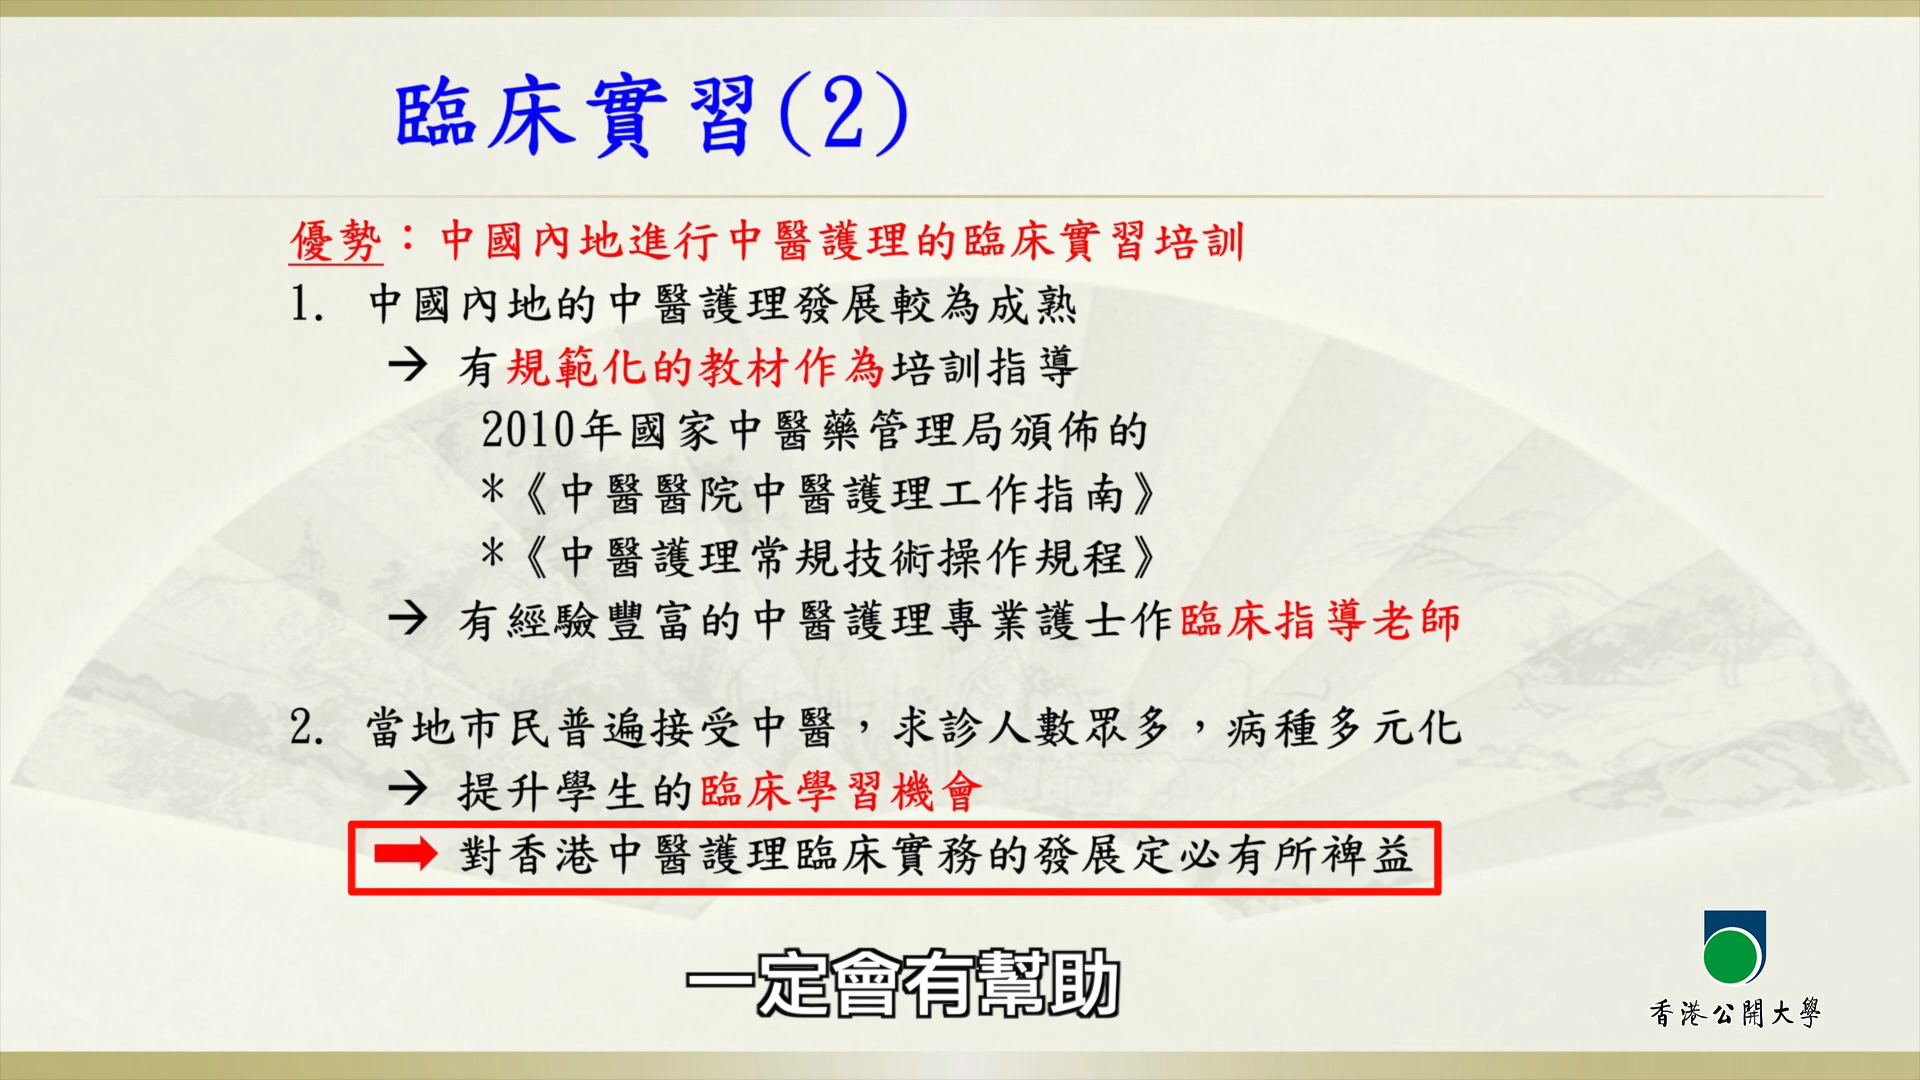 臨床實習(2)
優勢：中國內地進行中醫護理的臨床實習培訓
1. 中國內地的中醫護理發展較為成熟
→ 有規範化的教材作為培訓指導
2010年國家中醫藥管理局頒佈的
*《中醫醫院中醫護理工作指南》
*《中醫護理常規技術操作規程》
→ 有經驗豐富的中醫護理專業護士作臨床指導老師
2. 當地市民普遍接受中醫，求診人數眾多，病種多元化
→ 提升學生的臨床學習機會
➡ 對香港中醫護理臨床實務的發展定必有所裨益
一定會有幫助
香港公開大學